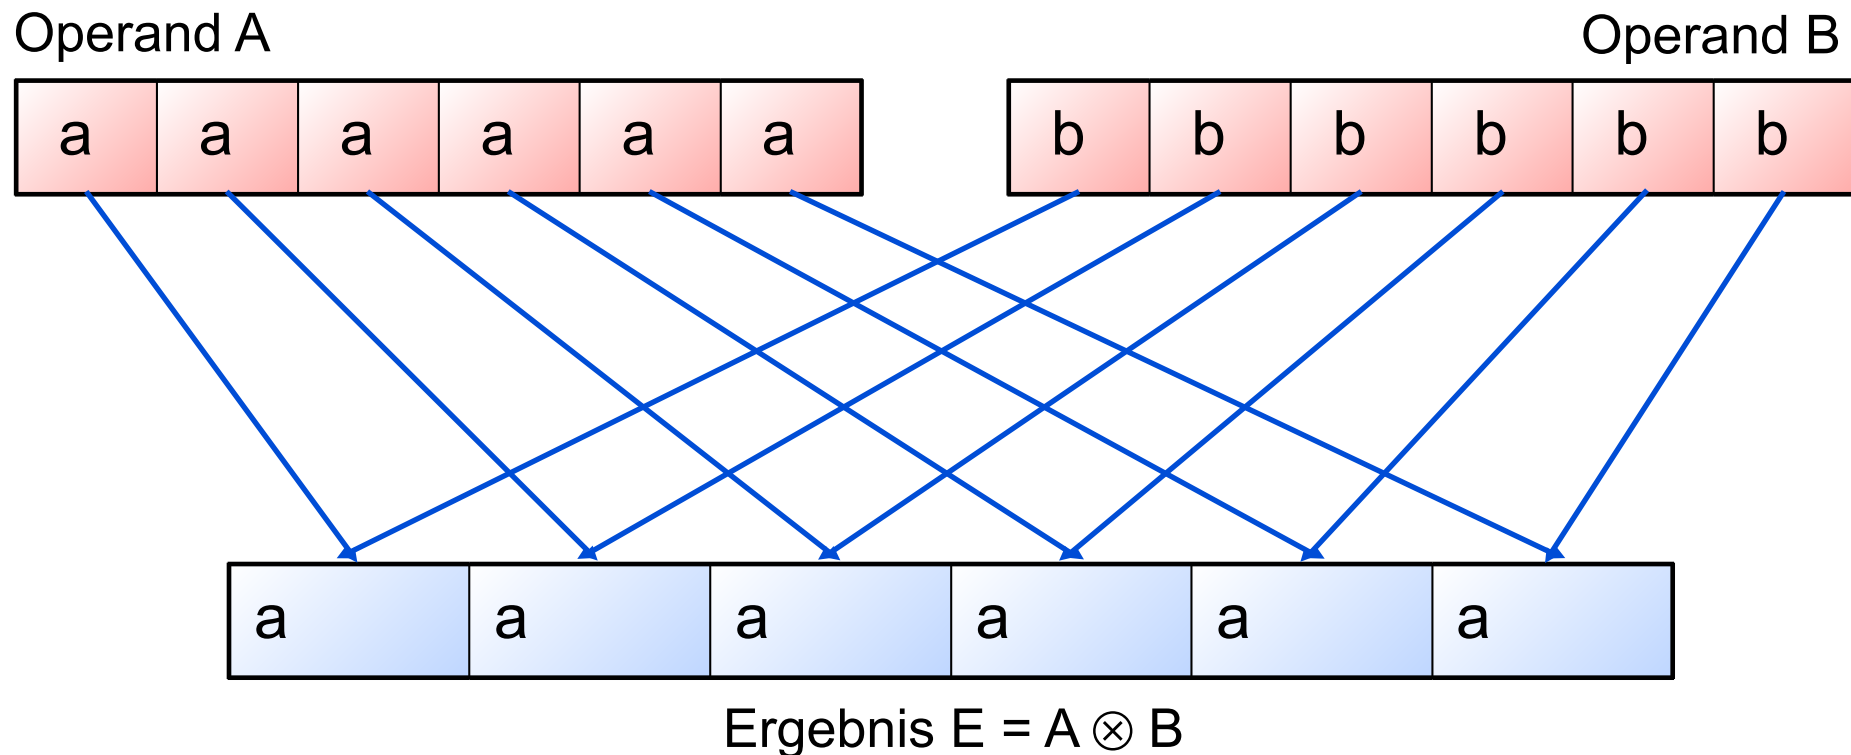 Operand A Operand B
a a a a a a b b b b b b
a a a a a a
Ergebnis E = A ⊗ B